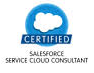 CERTIFIED
SALESFORCE
SERVICE CLOUD CONSULTANT